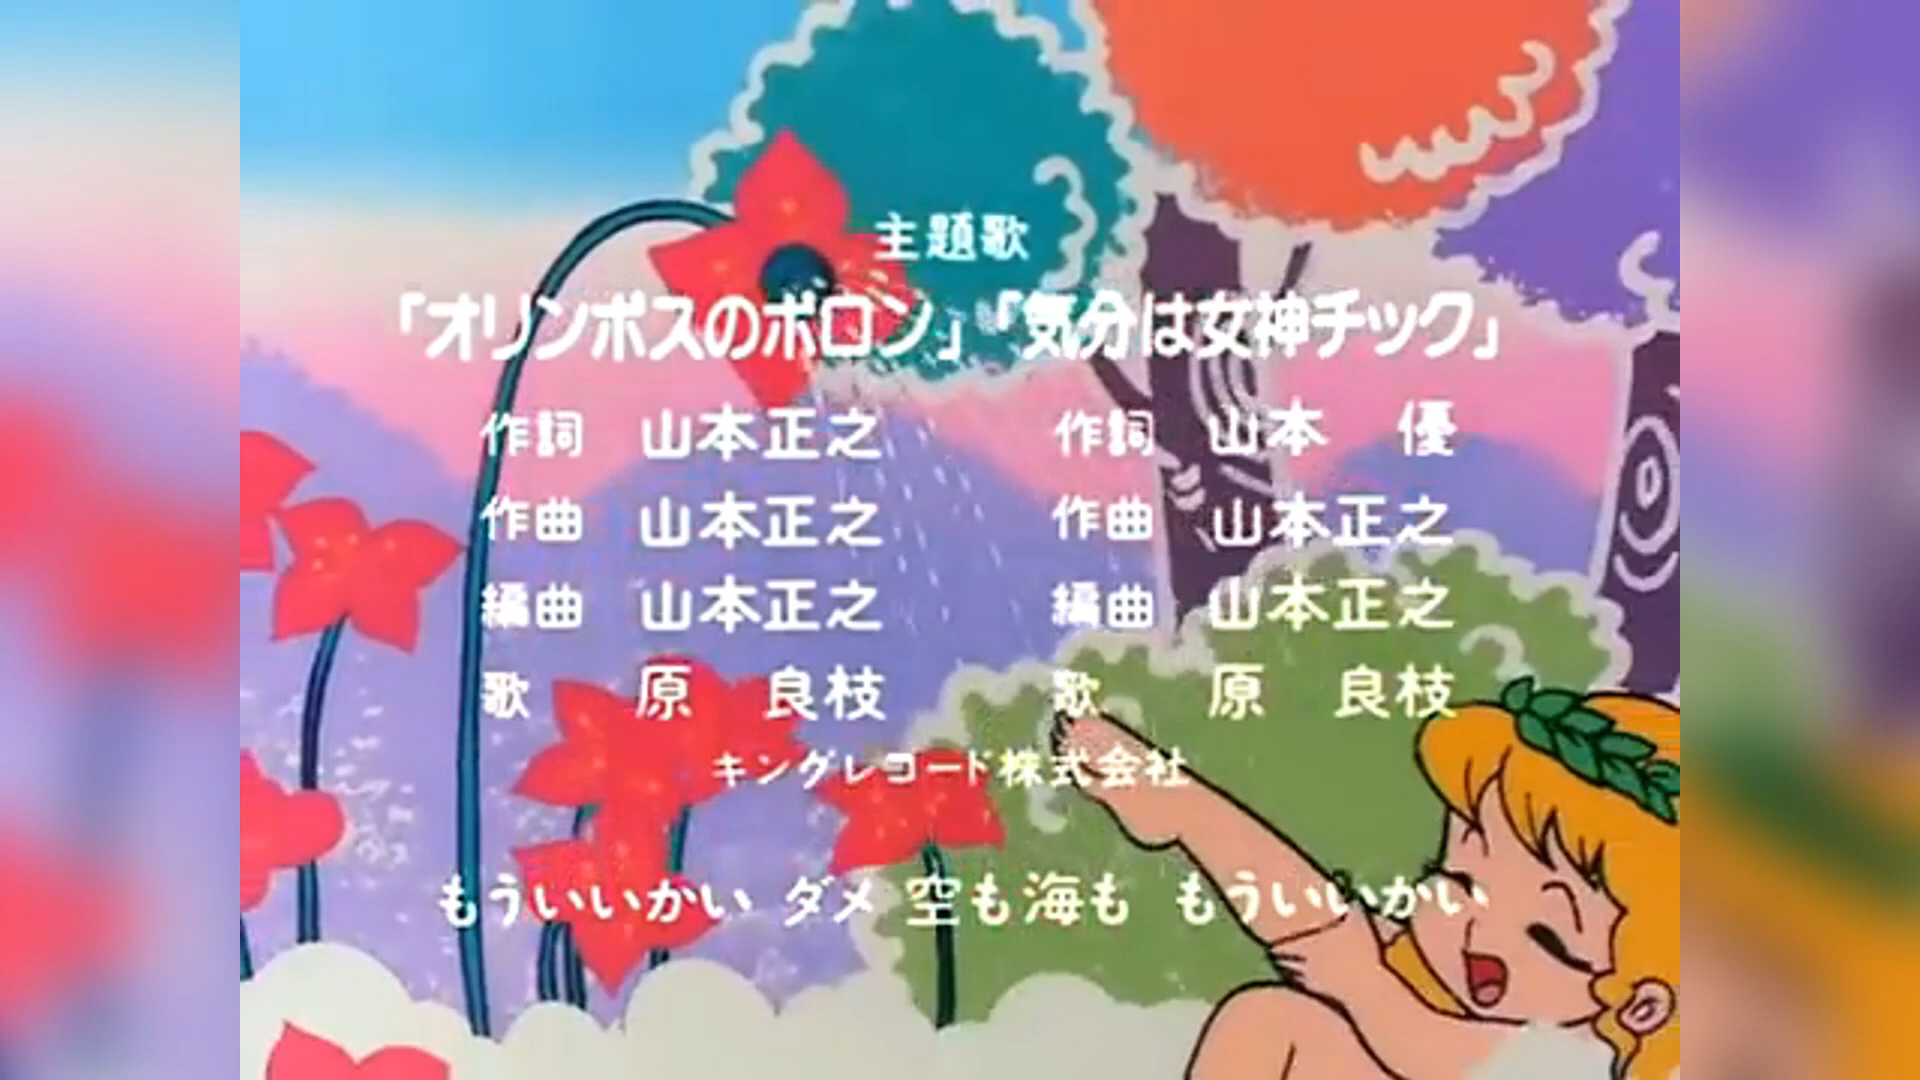 主題歌
「オリンポスのポロン」「気分は女神チック」
作詞 山本正之 作詞 山本 優
作曲 山本正之 作曲 山本正之
編曲 山本正之 編曲 山本正之
歌 原 良枝 歌 原 良枝
キングレコード株式会社
もういいかい ダメ 空も海も もういいかい